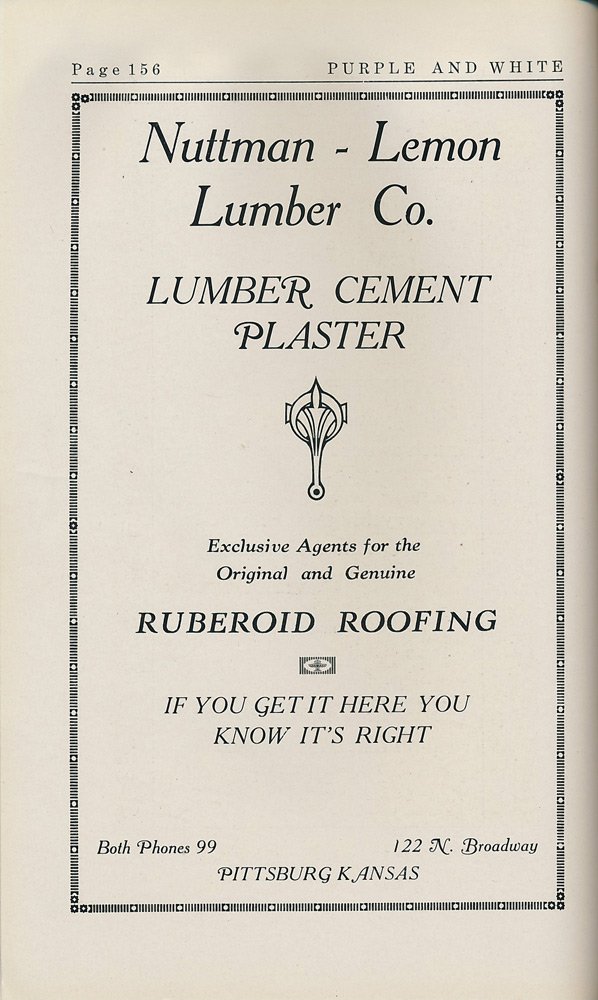 Page 156
PURPLE AND WHITE
Nuttman - Lemon
Lumber Co.
LUMBER CEMENT
PLASTER
Exclusive Agents for the
Original and Genuine
RUBEROID ROOFING
IF YOU GET IT HERE YOU
KNOW IT'S RIGHT
Both Phones 99
122 N. Broadway
PITTSBURG KANSAS